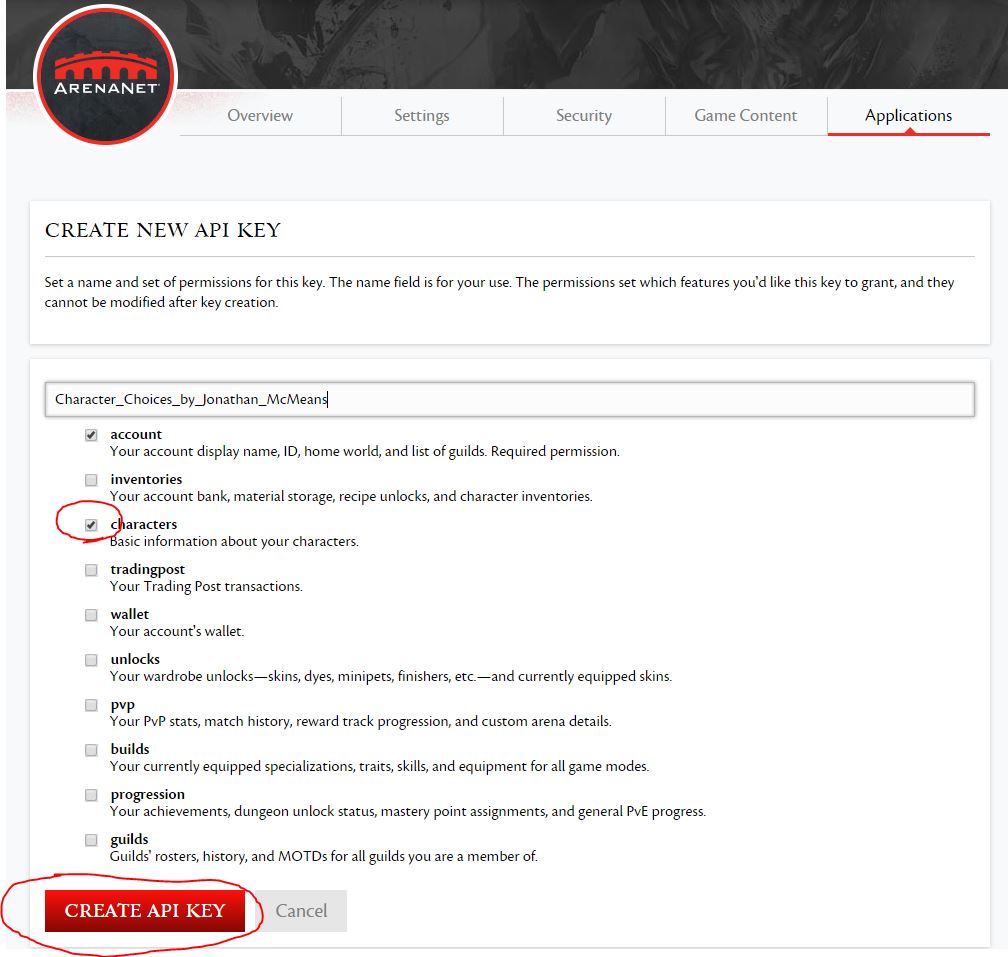 ARENANET
Overview
Settings
Security
Game Content
Applications
CREATE NEW API KEY
Set a name and set of permissions for this key. The name field is for your use. The permissions set which features you'd like this key to grant, and they
cannot be modified after key creation.
Character_Choices_by_Jonathan_McMeans
account
Your account display name, ID, home world, and list of guilds. Required permission.
inventories
Your account bank, material storage, recipe unlocks, and character inventories.
characters
Basic information about your characters.
tradingpost
Your Trading Post transactions.
wallet
Your account's wallet.
unlocks
Your wardrobe unlocks—skins, dyes, minipets, finishers, etc.—and currently equipped skins.
pvp
Your PvP stats, match history, reward track progression, and custom arena details.
builds
Your currently equipped specializations, traits, skills, and equipment for all game modes.
progression
Your achievements, dungeon unlock status, mastery point assignments, and general PvE progress.
guilds
Guilds' rosters, history, and MOTDs for all guilds you are a member of.
CREATE API KEY
Cancel